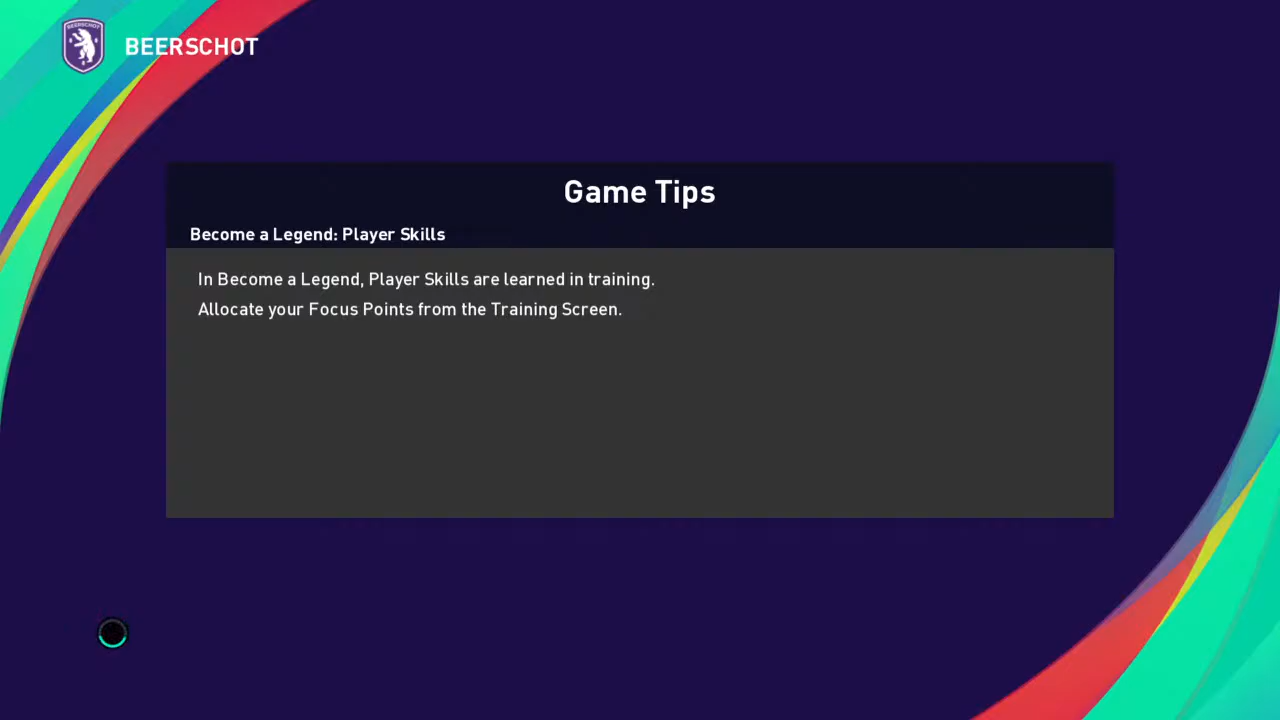 BEERSCHOT
BEERSCHOT
Game Tips
Become a Legend: Player Skills
In Become a Legend, Player Skills are learned in training.
Allocate your Focus Points from the Training Screen.